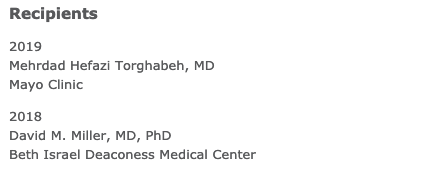 Recipients
2019
Mehrdad Hefazi Torghabeh, MD
Mayo Clinic
2018
David M. Miller, MD, PhD
Beth Israel Deaconess Medical Center